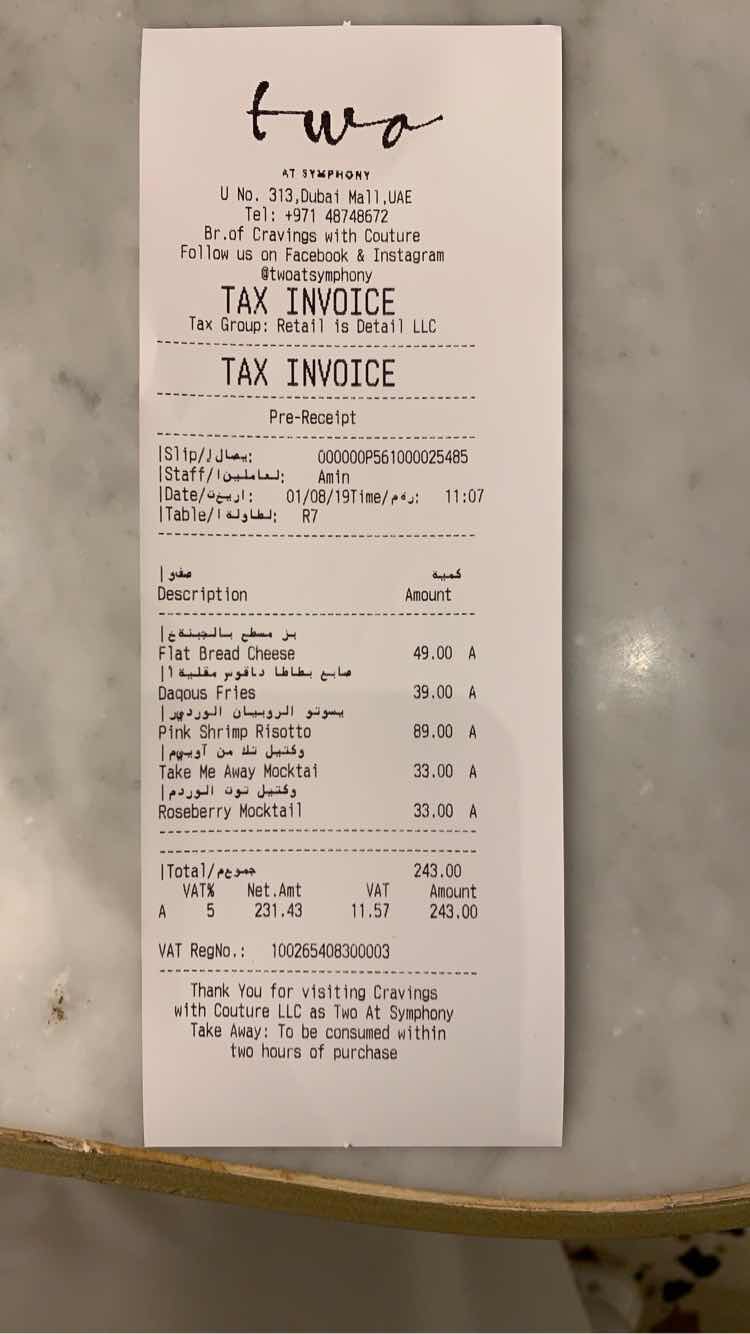 two
AT SYMPHONY
U No. 313,Dubai Mall,UAE
Tel: +971 48748672
Br.of Cravings with Couture
Follow us on Facebook & Instagram
@twoatsymphony
TAX INVOICE
Tax Group: Retail is Detail LLC
TAX INVOICE
Pre-Receipt
|Slip/يصال ل: 000000P561000025485
|Staff/لعاملين ا: Amin
|Date/اريخ ت: 01/08/19Time/رقم: 11:07
|Table/لطاولة ا: R7
صفو | كمية
Description Amount
بز مسطح بالجبنةخ|
Flat Bread Cheese 49.00 A
صابع بطاطا داقوس مقلية أ|
Daqous Fries 39.00 A
يسوتو الروبيان الوردير|
Pink Shrimp Risotto 89.00 A
وكتيل تك من آوييم|
Take Me Away Mocktai 33.00 A
وكتيل توت الوردم|
Roseberry Mocktail 33.00 A
|Total/جموعم 243.00
VAT% Net.Amt VAT Amount
A 5 231.43 11.57 243.00
VAT RegNo.: 100265408300003
Thank You for visiting Cravings
with Couture LLC as Two At Symphony
Take Away: To be consumed within
two hours of purchase